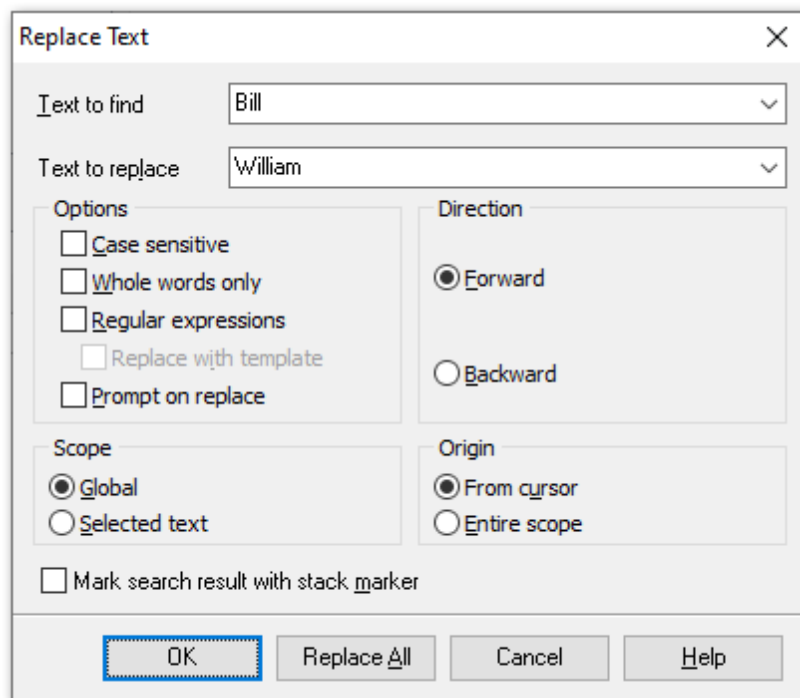 Replace Text
Text to find Bill
Text to replace William
Options
Case sensitive
Whole words only
Regular expressions
Replace with template
Prompt on replace
Direction
Forward
Backward
Scope
Global
Selected text
Origin
From cursor
Entire scope
Mark search result with stack marker
OK Replace All Cancel Help